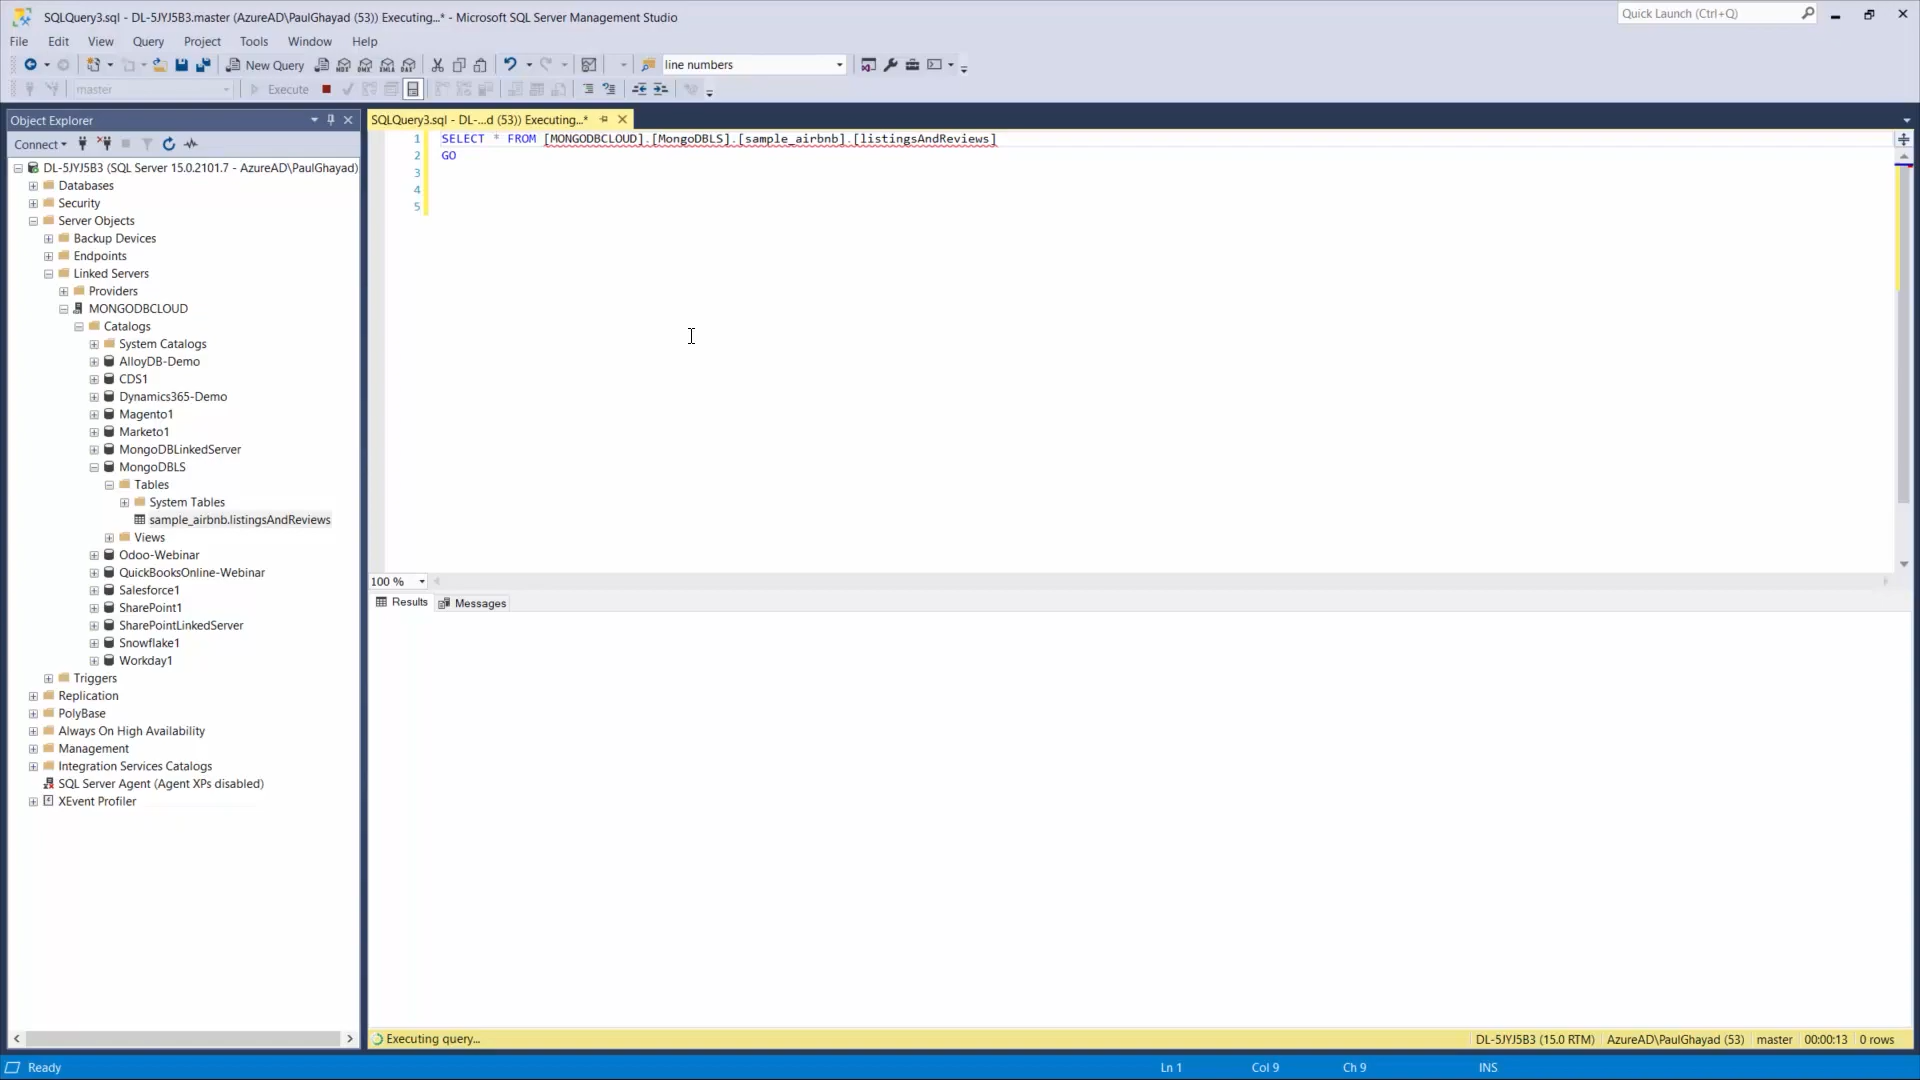 SQLQuery3.sql - DL-5JYJ5B3.master (AzureAD\PaulGhayad (53)) Executing...* - Microsoft SQL Server Management Studio
Quick Launch (Ctrl+Q)
File Edit View Query Project Tools Window Help
New Query
line numbers
master
Execute
Object Explorer
SQLQuery3.sql - DL-...d (53)) Executing...*
Connect
DL-5JYJ5B3 (SQL Server 15.0.2101.7 - AzureAD\PaulGhayad)
Databases
Security
Server Objects
Backup Devices
Endpoints
Linked Servers
Providers
MONGODBCLOUD
Catalogs
System Catalogs
AlloyDB-Demo
CDS1
Dynamics365-Demo
Magento1
Marketo1
MongoDBLinkedServer
MongoDBLS
Tables
System Tables
sample_airbnb.listingsAndReviews
Views
Odoo-Webinar
QuickBooksOnline-Webinar
Salesforce1
SharePoint1
SharePointLinkedServer
Snowflake1
Workday1
Triggers
Replication
PolyBase
Always On High Availability
Management
Integration Services Catalogs
SQL Server Agent (Agent XPs disabled)
XEvent Profiler
1 SELECT * FROM [MONGODBCLOUD].[MongoDBLS].[sample_airbnb].[listingsAndReviews]
2 GO
3
4
5
100 %
Results Messages
Executing query...
DL-5JYJ5B3 (15.0 RTM) AzureAD\PaulGhayad (53) master 00:00:13 0 rows
Ready
Ln 1 Col 9 Ch 9 INS